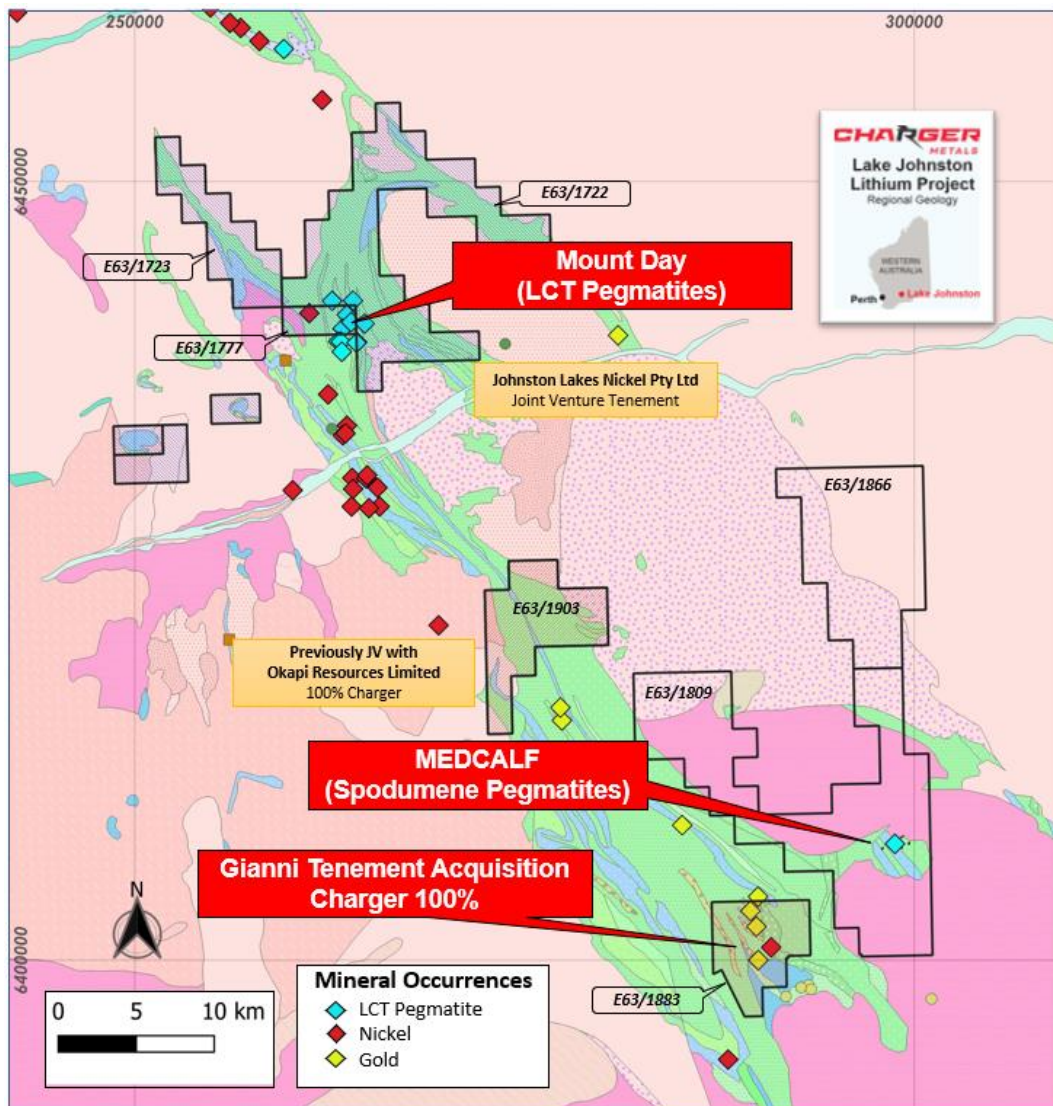 250000
300000
CHARGER
METALS
Lake Johnston
Lithium Project
Regional Geology
WESTERN
AUSTRALIA
Perth
Lake Johnston
6450000
E63/1722
E63/1723
Mount Day
(LCT Pegmatites)
E63/1777
Johnston Lakes Nickel Pty Ltd
Joint Venture Tenement
E63/1866
E63/1903
Previously JV with
Okapi Resources Limited
100% Charger
E63/1809
MEDCALF
(Spodumene Pegmatites)
Gianni Tenement Acquisition
Charger 100%
N
6400000
E63/1883
Mineral Occurrences
LCT Pegmatite
Nickel
Gold
0 5 10 km